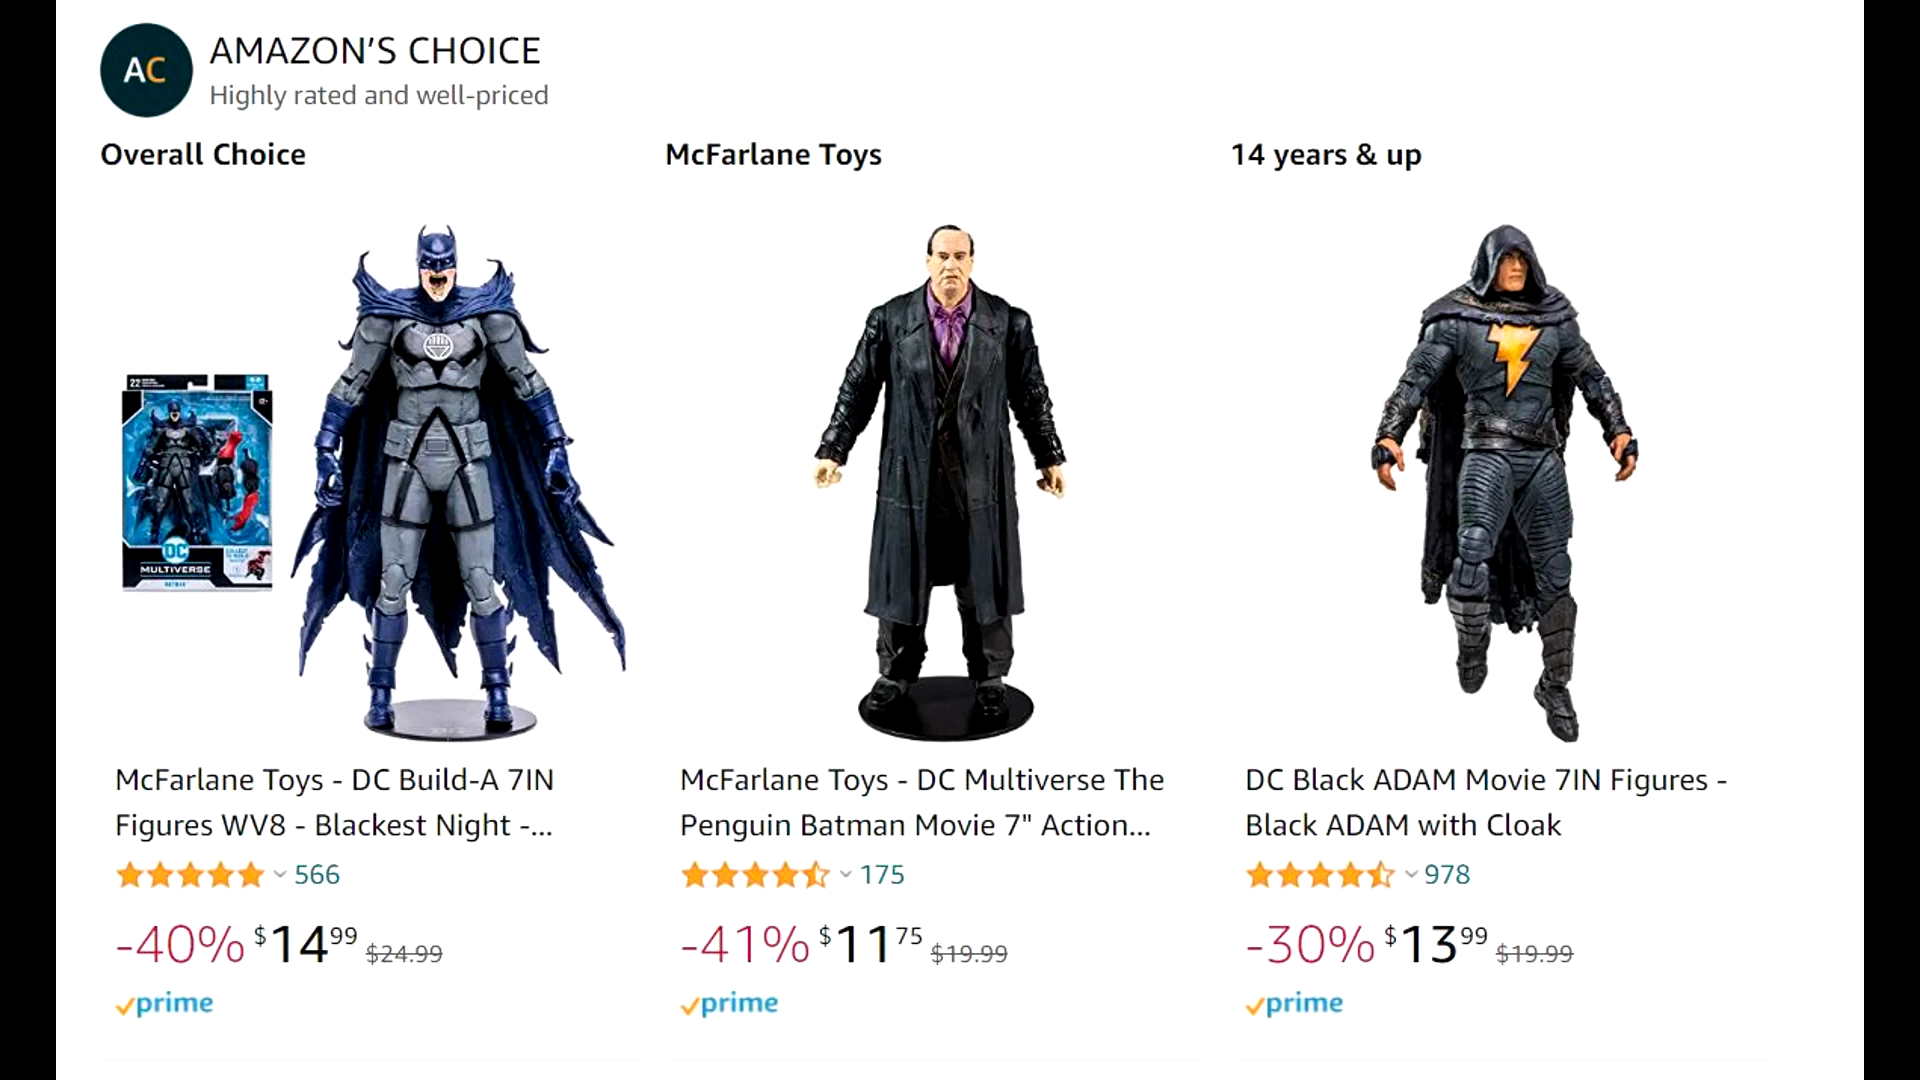 AC
AMAZON'S CHOICE
Highly rated and well-priced
Overall Choice
McFarlane Toys
14 years & up
22
DC
MULTIVERSE
BATMAN
McFarlane Toys - DC Build-A 7IN
Figures WV8 - Blackest Night -...
566
-40% $14 99 $24.99
prime
McFarlane Toys - DC Multiverse The
Penguin Batman Movie 7" Action...
175
-41% $11 75 $19.99
prime
DC Black ADAM Movie 7IN Figures -
Black ADAM with Cloak
978
-30% $13 99 $19.99
prime